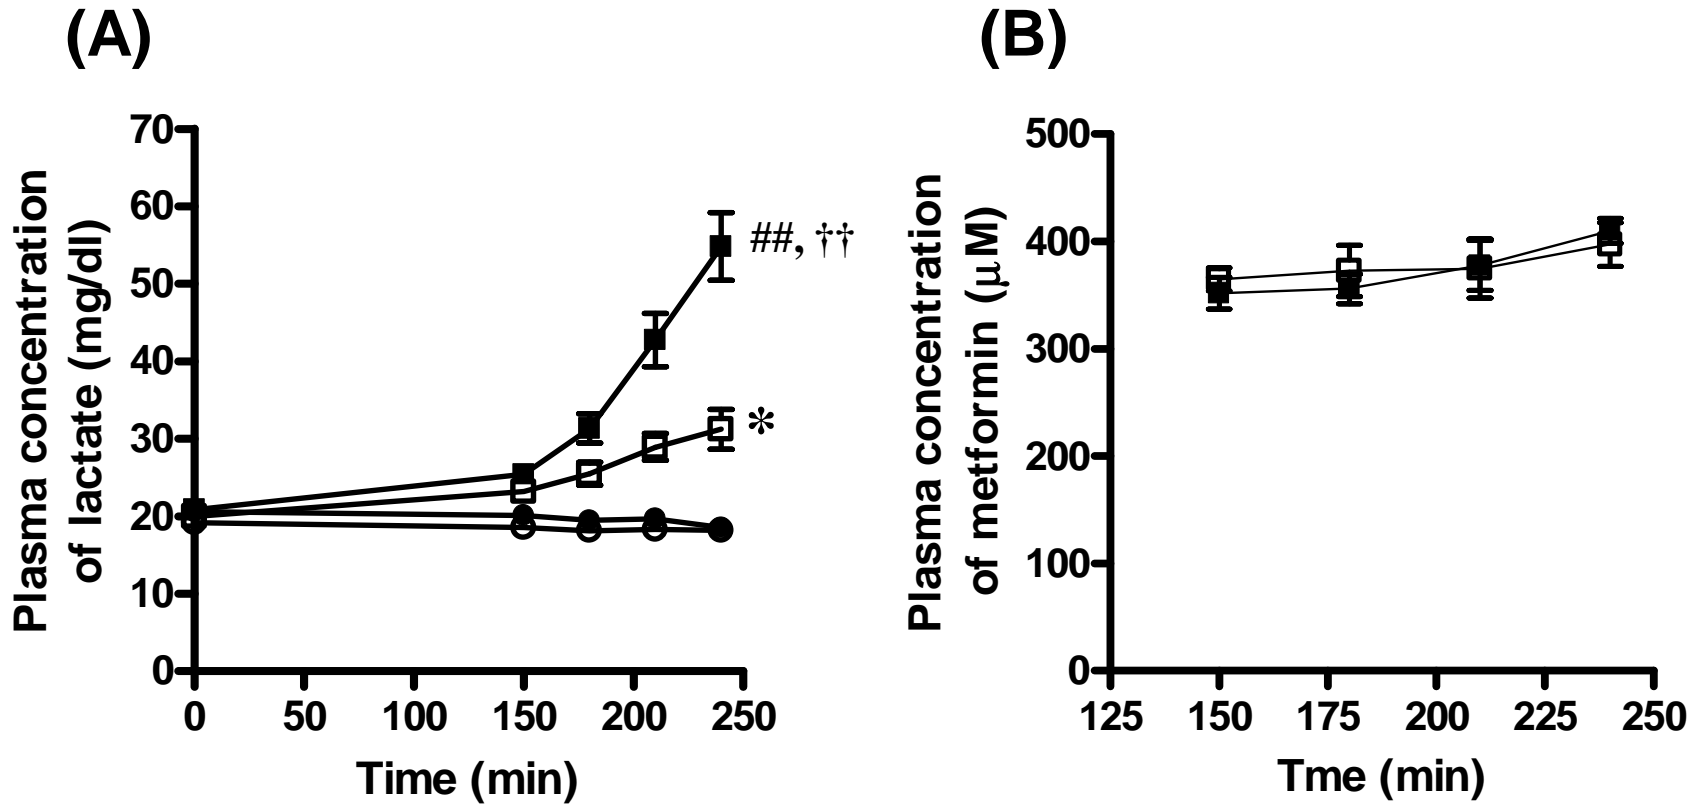 (A)
Plasma concentration
of lactate (mg/dl)
70
60
50
40
30
20
10
0
##, ††
*
0 50 100 150 200 250
Time (min)
(B)
Plasma concentration
of metformin (μM)
500
400
300
200
100
0
125 150 175 200 225 250
Tme (min)